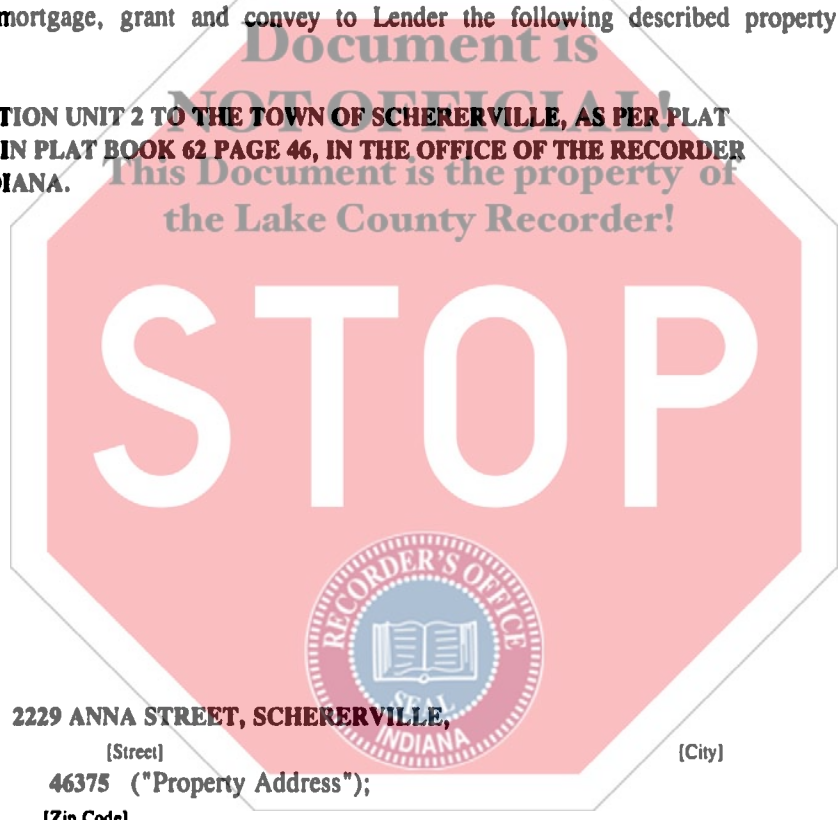 mortgage, grant and convey to Lender the following described property
Document is
NOT OFFICIAL!
TION UNIT 2 TO THE TOWN OF SCHERERVILLE, AS PER PLAT
IN PLAT BOOK 62 PAGE 46, IN THE OFFICE OF THE RECORDER
IANA.
This Document is the property of
the Lake County Recorder!
STOP
RECORDER'S OFFICE
SEAL
INDIANA
2229 ANNA STREET, SCHERERVILLE,
[Street] [City]
46375 ("Property Address");
[Zip Code]